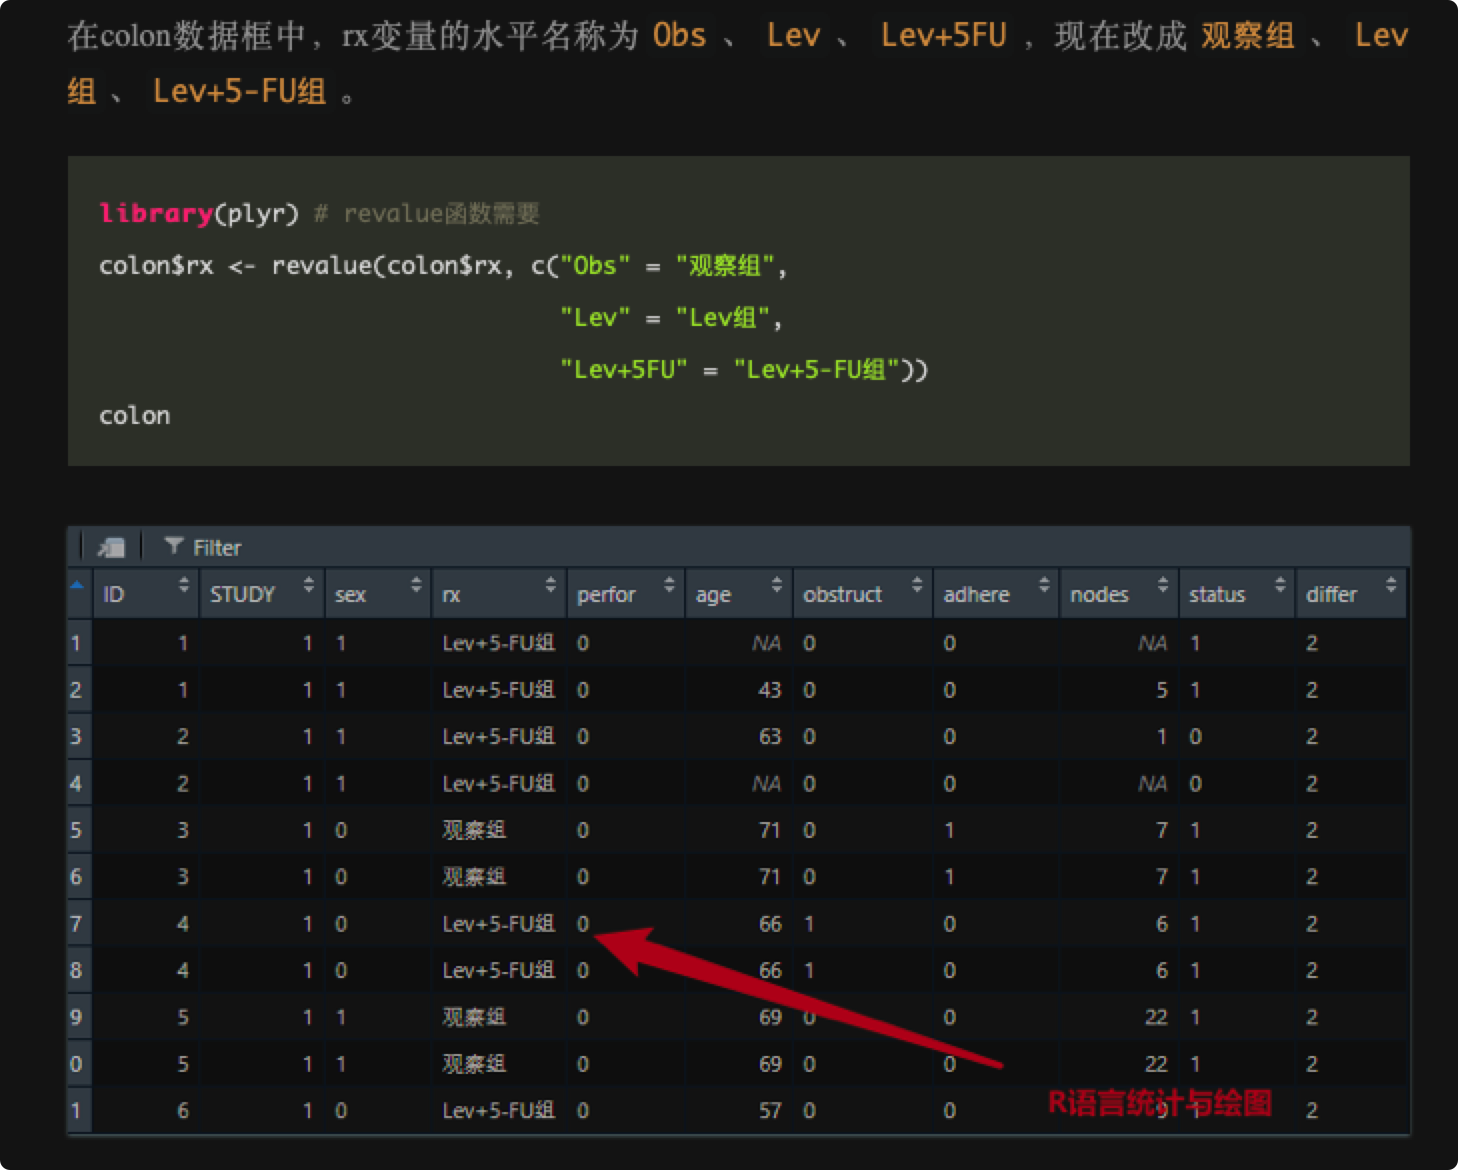 在colon数据框中，rx变量的水平名称为 Obs 、 Lev 、 Lev+5FU ，现在改成 观察组 、 Lev
组 、 Lev+5-FU组 。
library(plyr) # revalue函数需要
colon$rx <- revalue(colon$rx, c("Obs" = "观察组",
"Lev" = "Lev组",
"Lev+5FU" = "Lev+5-FU组"))
colon
Filter
ID STUDY sex rx perfor age obstruct adhere nodes status differ
1 1 1 1 Lev+5-FU组 0 NA 0 0 NA 1 2
2 1 1 1 Lev+5-FU组 0 43 0 0 5 1 2
3 2 1 1 Lev+5-FU组 0 63 0 0 1 0 2
4 2 1 1 Lev+5-FU组 0 NA 0 0 NA 0 2
5 3 1 0 观察组 0 71 0 1 7 1 2
6 3 1 0 观察组 0 71 0 1 7 1 2
7 4 1 0 Lev+5-FU组 0 66 1 0 6 1 2
8 4 1 0 Lev+5-FU组 0 66 1 0 6 1 2
9 5 1 1 观察组 0 69 0 0 22 1 2
0 5 1 1 观察组 0 69 0 0 22 1 2
1 6 1 0 Lev+5-FU组 0 57 0 0 9 1 2
R语言统计与绘图